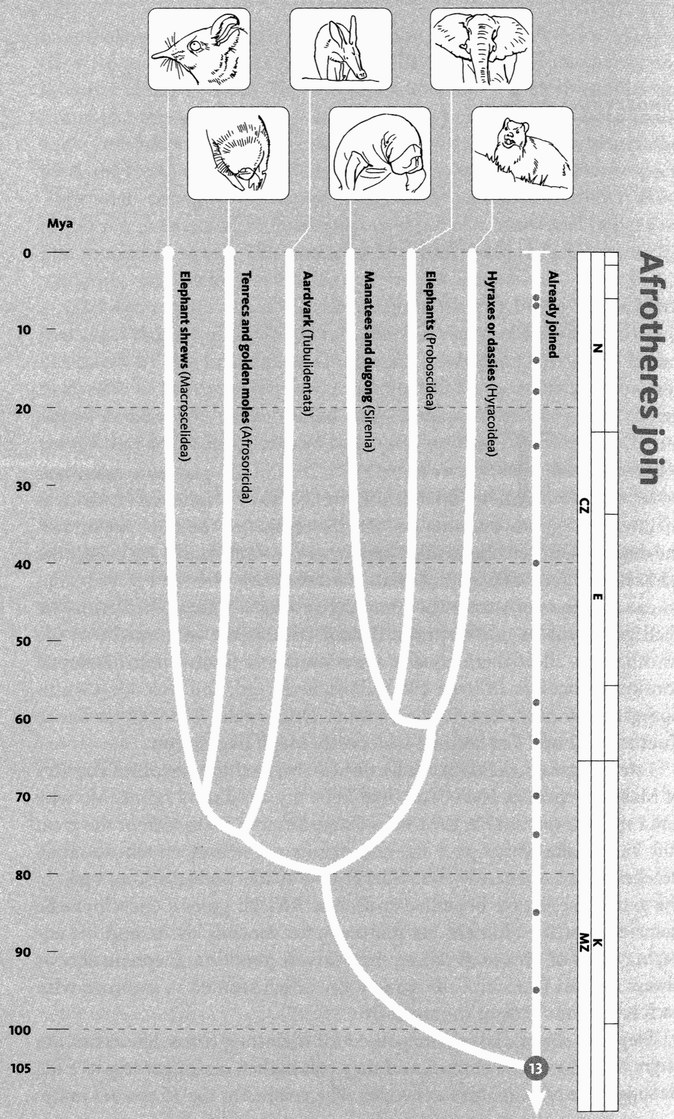 Afrotheres join
Mya
0
10
20
30
40
50
60
70
80
90
100
105
Elephant shrews (Macroscelidea)
Tenrecs and golden moles (Afrosoricida)
Aardvark (Tubulidentata)
Manatees and dugong (Sirenia)
Elephants (Proboscidea)
Hyraxes or dassies (Hyracoidea)
Already joined
N
E
K
CZ
MZ
13